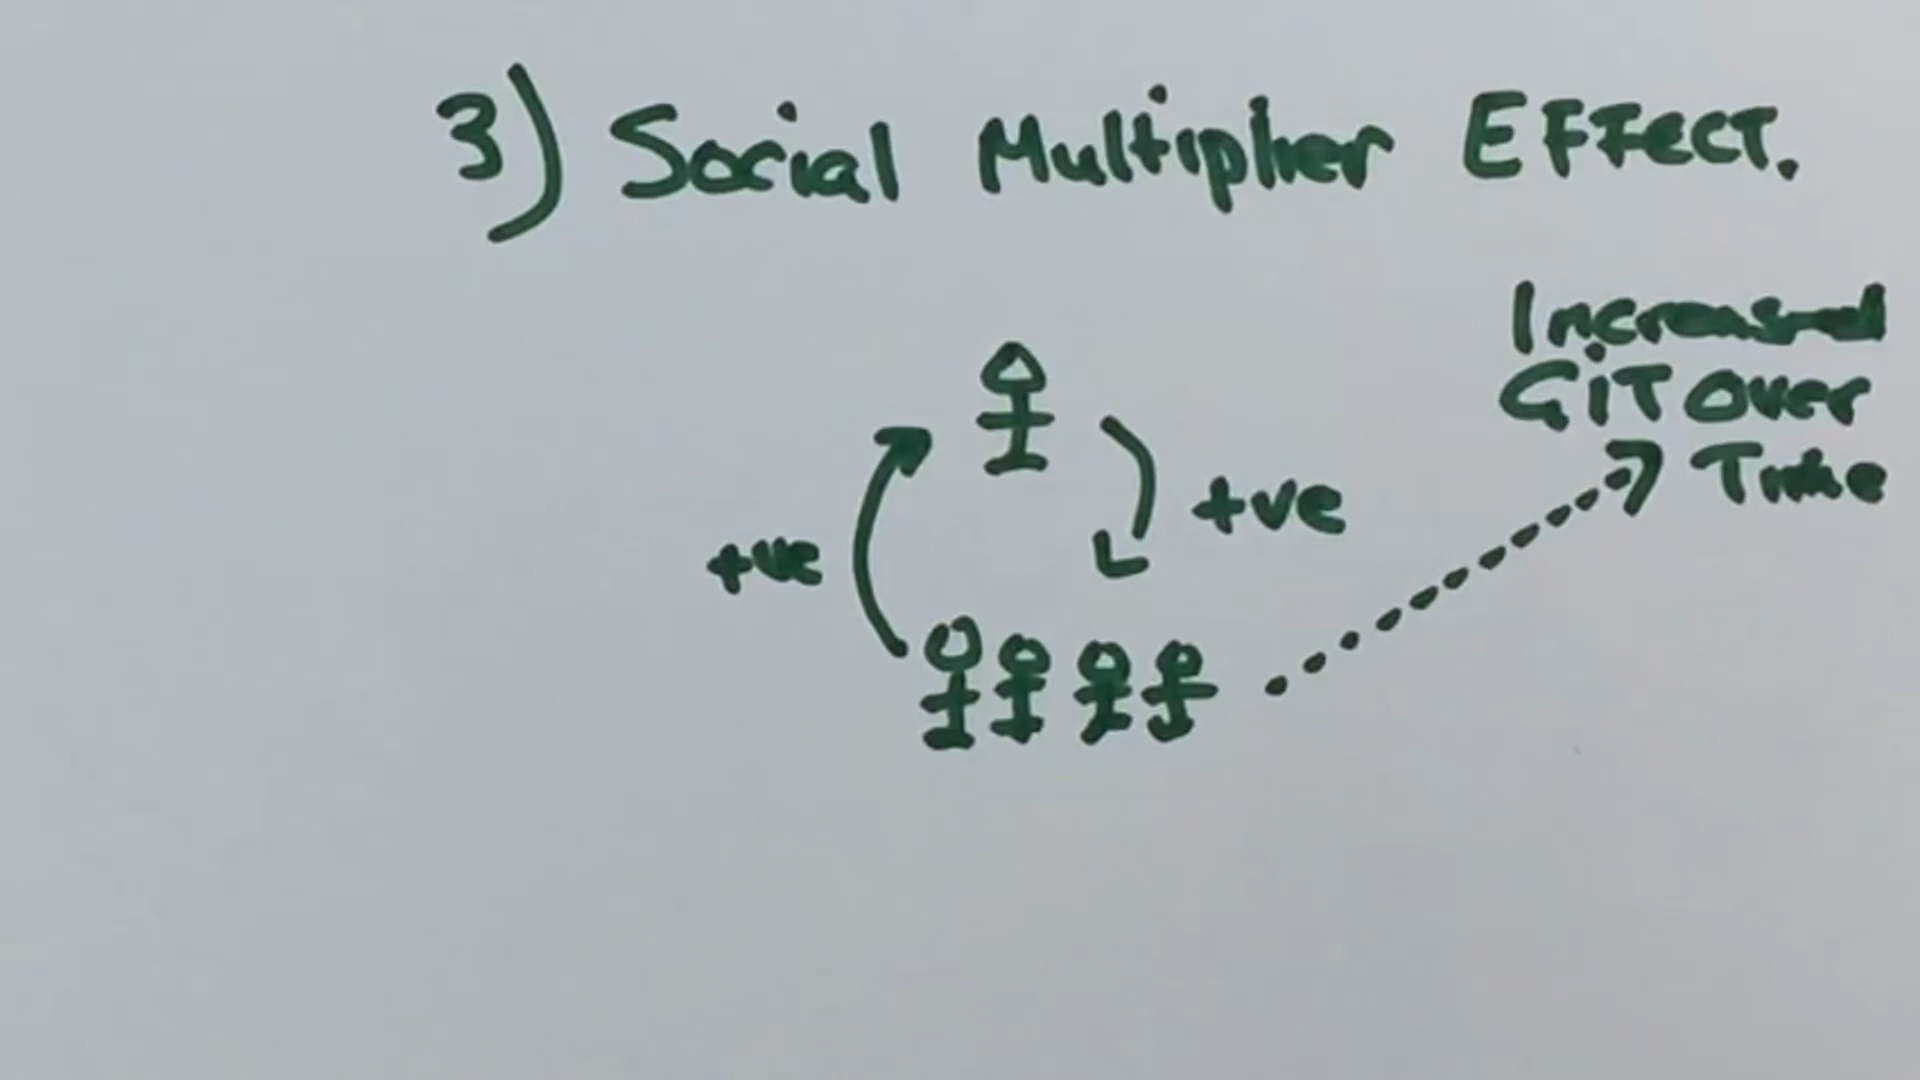 3) Social Multiplier EFFECT.
Increased
GIT Over
Time
+ve
+ve